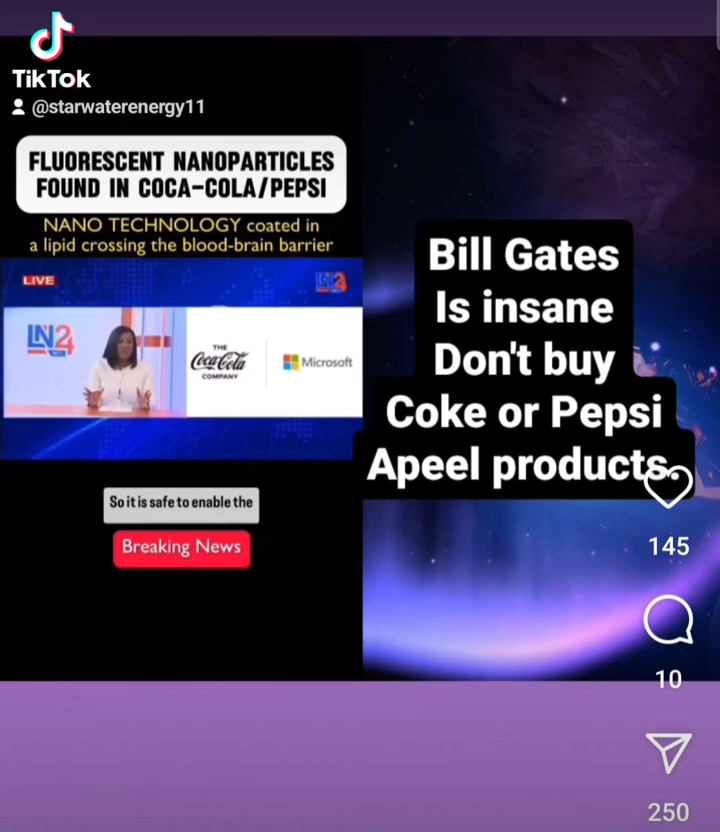 TikTok
@starwaterenergy11
FLUORESCENT NANOPARTICLES
FOUND IN COCA-COLA/PEPSI
NANO TECHNOLOGY coated in
a lipid crossing the blood-brain barrier
LIVE
LN24
LN24
THE
Coca-Cola
COMPANY
Microsoft
So it is safe to enable the
Breaking News
Bill Gates
Is insane
Don't buy
Coke or Pepsi
Apeel products.
145
10
250